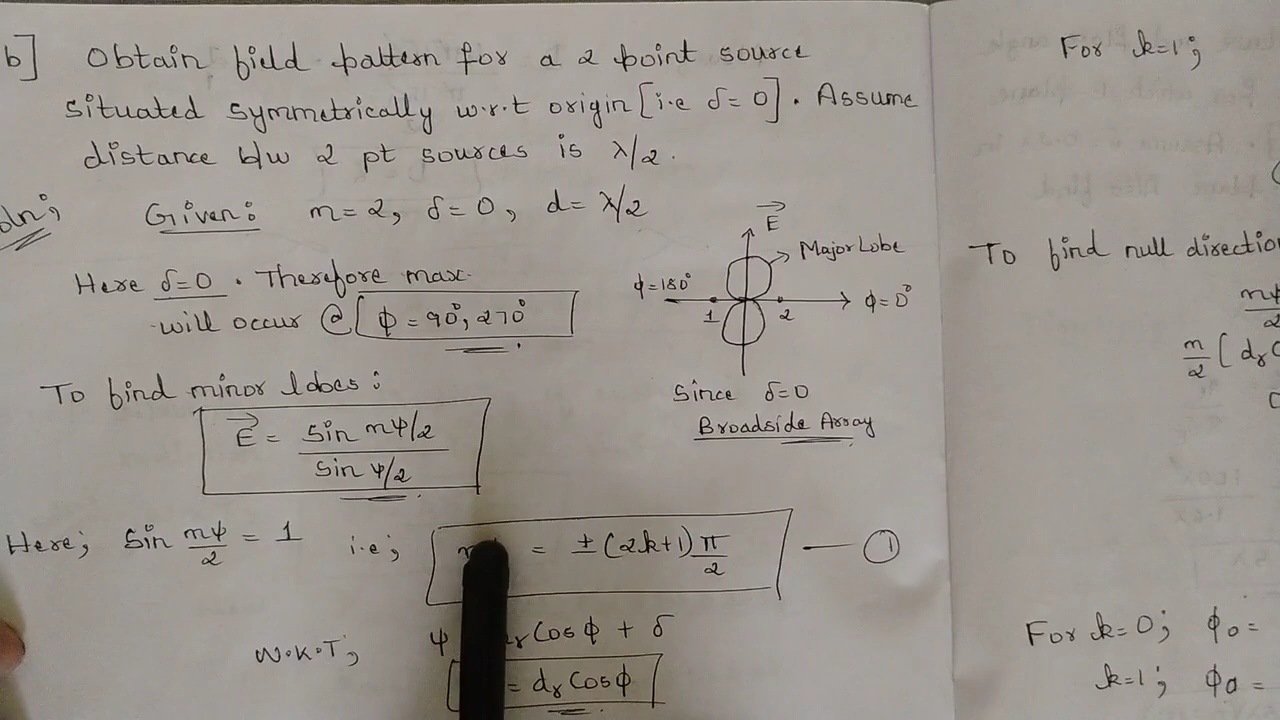 b] Obtain field pattern for a 2 point source
situated symmetrically w.r.t origin [i.e δ=0]. Assume
distance b/w 2 pt sources is λ/2.
Given: m=2, δ=0, d=λ/2
Here δ=0. Therefore max.
will occur @ φ=90°, 270°
E
Major Lobe
φ=180°
φ=0°
1 2
Since δ=0
Broadside Array
To find minor lobes:
E = Sin mψ/2
Sin ψ/2
Here; Sin mψ/2 = 1 i.e; = ±(2k+1) π/2 — ①
W.K.T; ψ Cos φ + δ
= dᵣ Cos φ
For k=1;
To find null
m/2 [dᵣ
For k=0; φ₀ =
k=1; φ₀ =